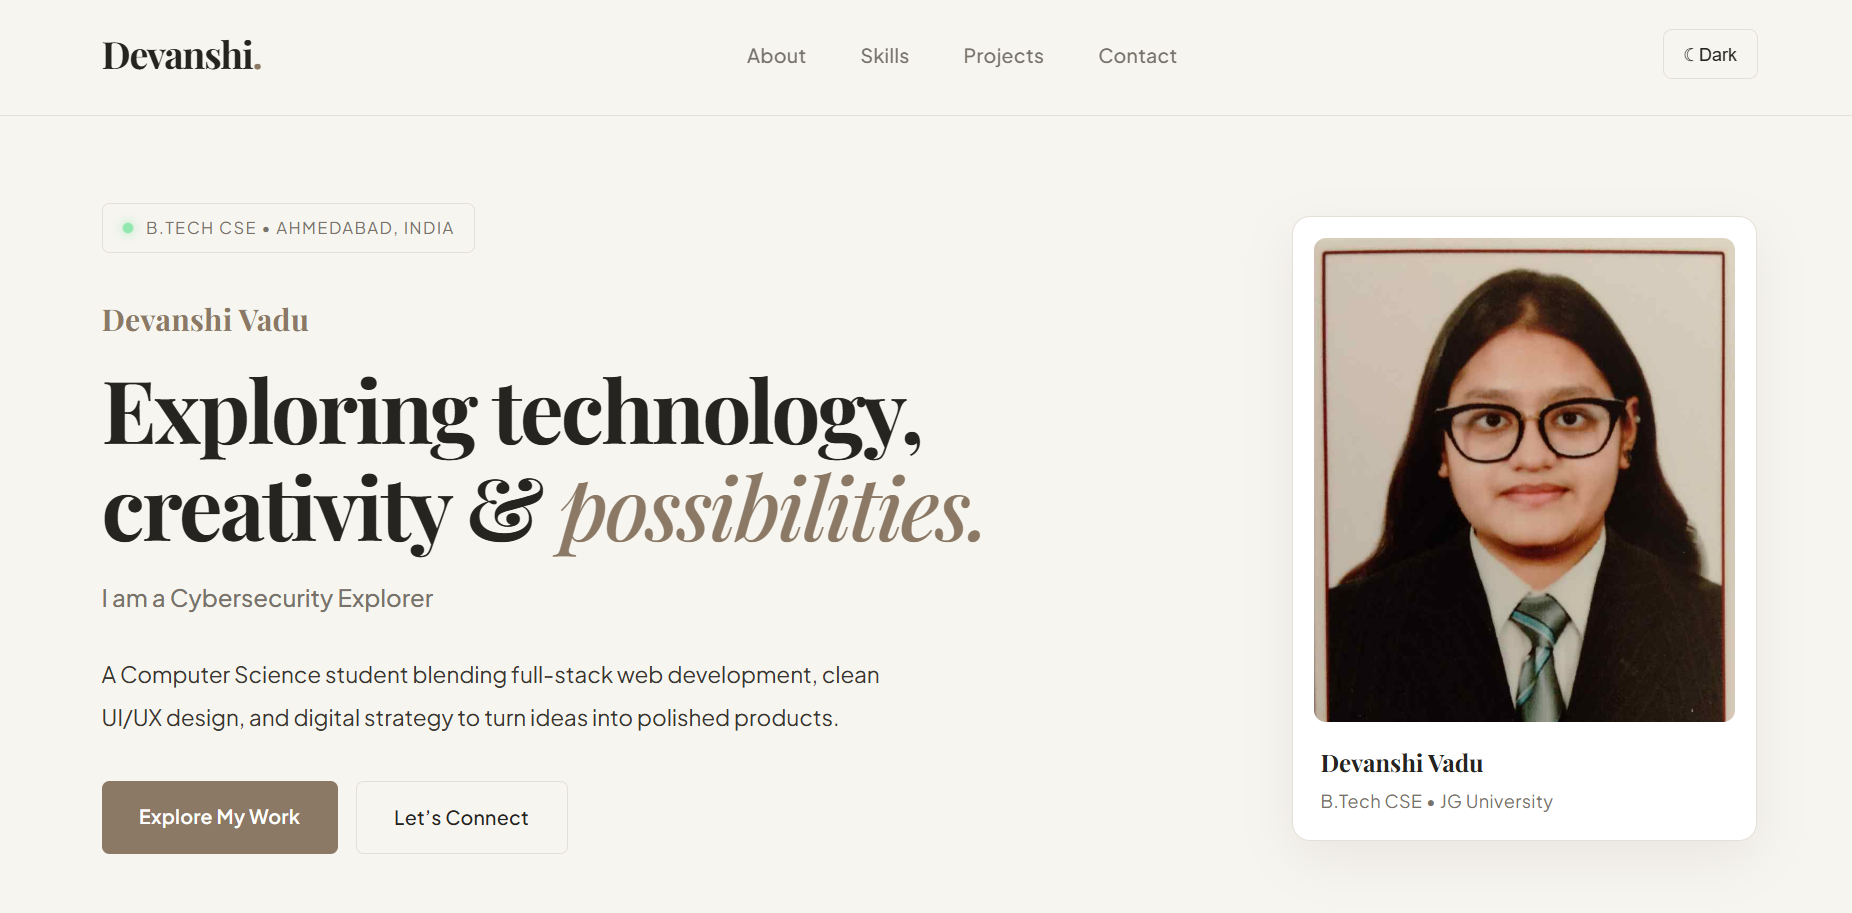 Devanshi.
About Skills Projects Contact
☾ Dark
B.TECH CSE • AHMEDABAD, INDIA
Devanshi Vadu
Exploring technology,
creativity & possibilities.
I am a Cybersecurity Explorer
A Computer Science student blending full-stack web development, clean
UI/UX design, and digital strategy to turn ideas into polished products.
Explore My Work
Let’s Connect
Devanshi Vadu
B.Tech CSE • JG University